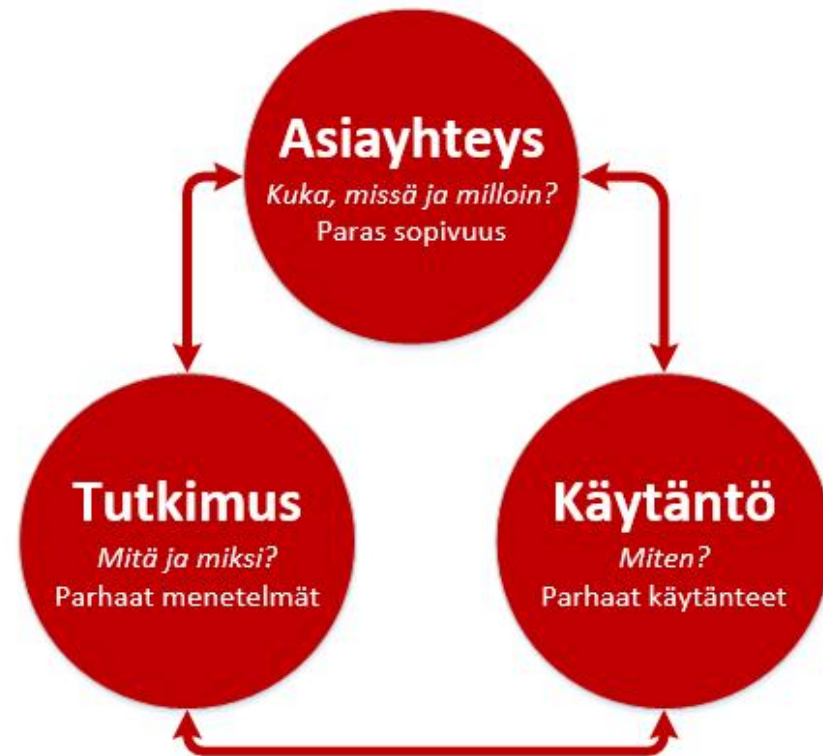 Asiayhteys
Kuka, missä ja milloin?
Paras sopivuus
Tutkimus
Mitä ja miksi?
Parhaat menetelmät
Käytäntö
Miten?
Parhaat käytänteet